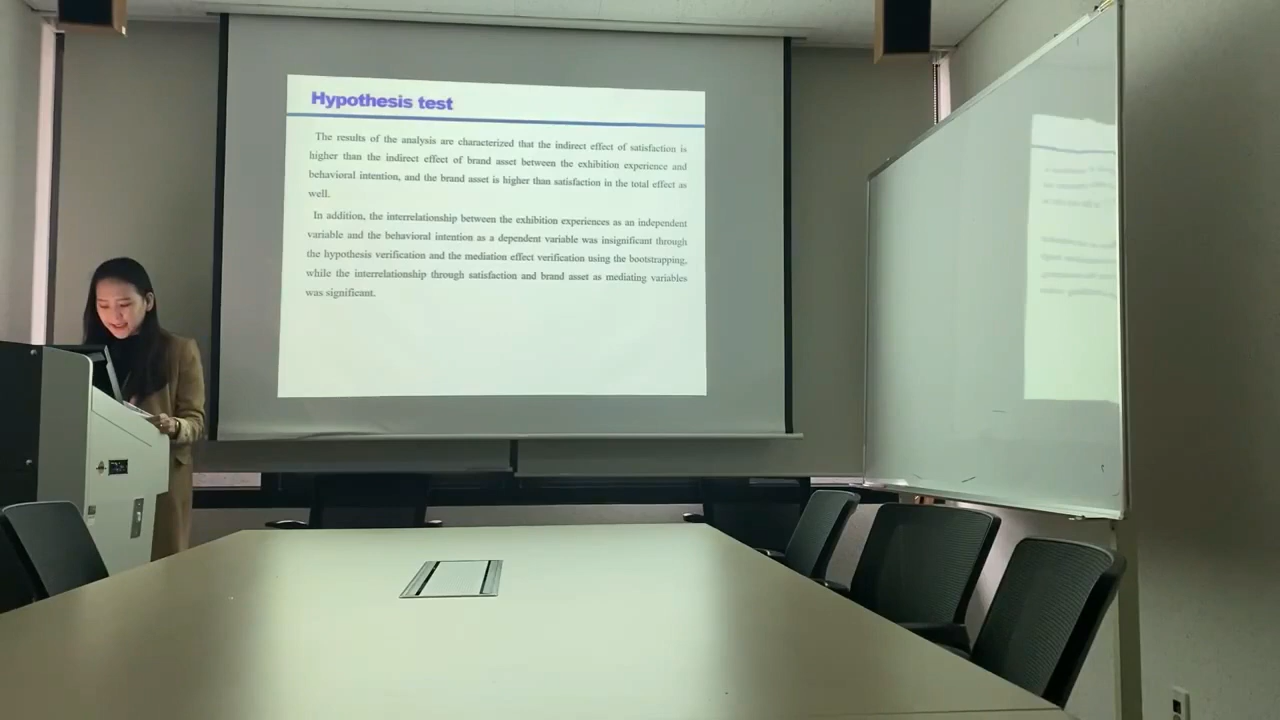 Hypothesis test
The results of the analysis are characterized that the indirect effect of satisfaction is
higher than the indirect effect of brand asset between the exhibition experience and
behavioral intention, and the brand asset is higher than satisfaction in the total effect as
well.
In addition, the interrelationship between the exhibition experiences as an independent
variable and the behavioral intention as a dependent variable was insignificant through
the hypothesis verification and the mediation effect verification using the bootstrapping,
while the interrelationship through satisfaction and brand asset as mediating variables
was significant.